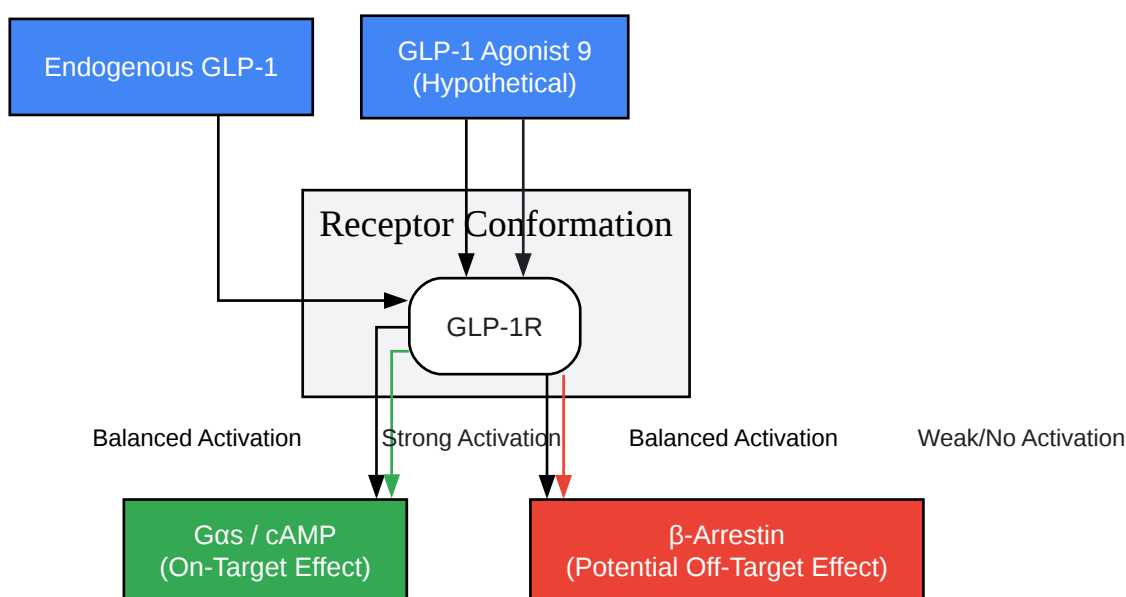 Endogenous GLP-1
GLP-1 Agonist 9
(Hypothetical)
Receptor Conformation
GLP-1R
Balanced Activation
Strong Activation
Balanced Activation
Weak/No Activation
Gαs / cAMP
(On-Target Effect)
β-Arrestin
(Potential Off-Target Effect)